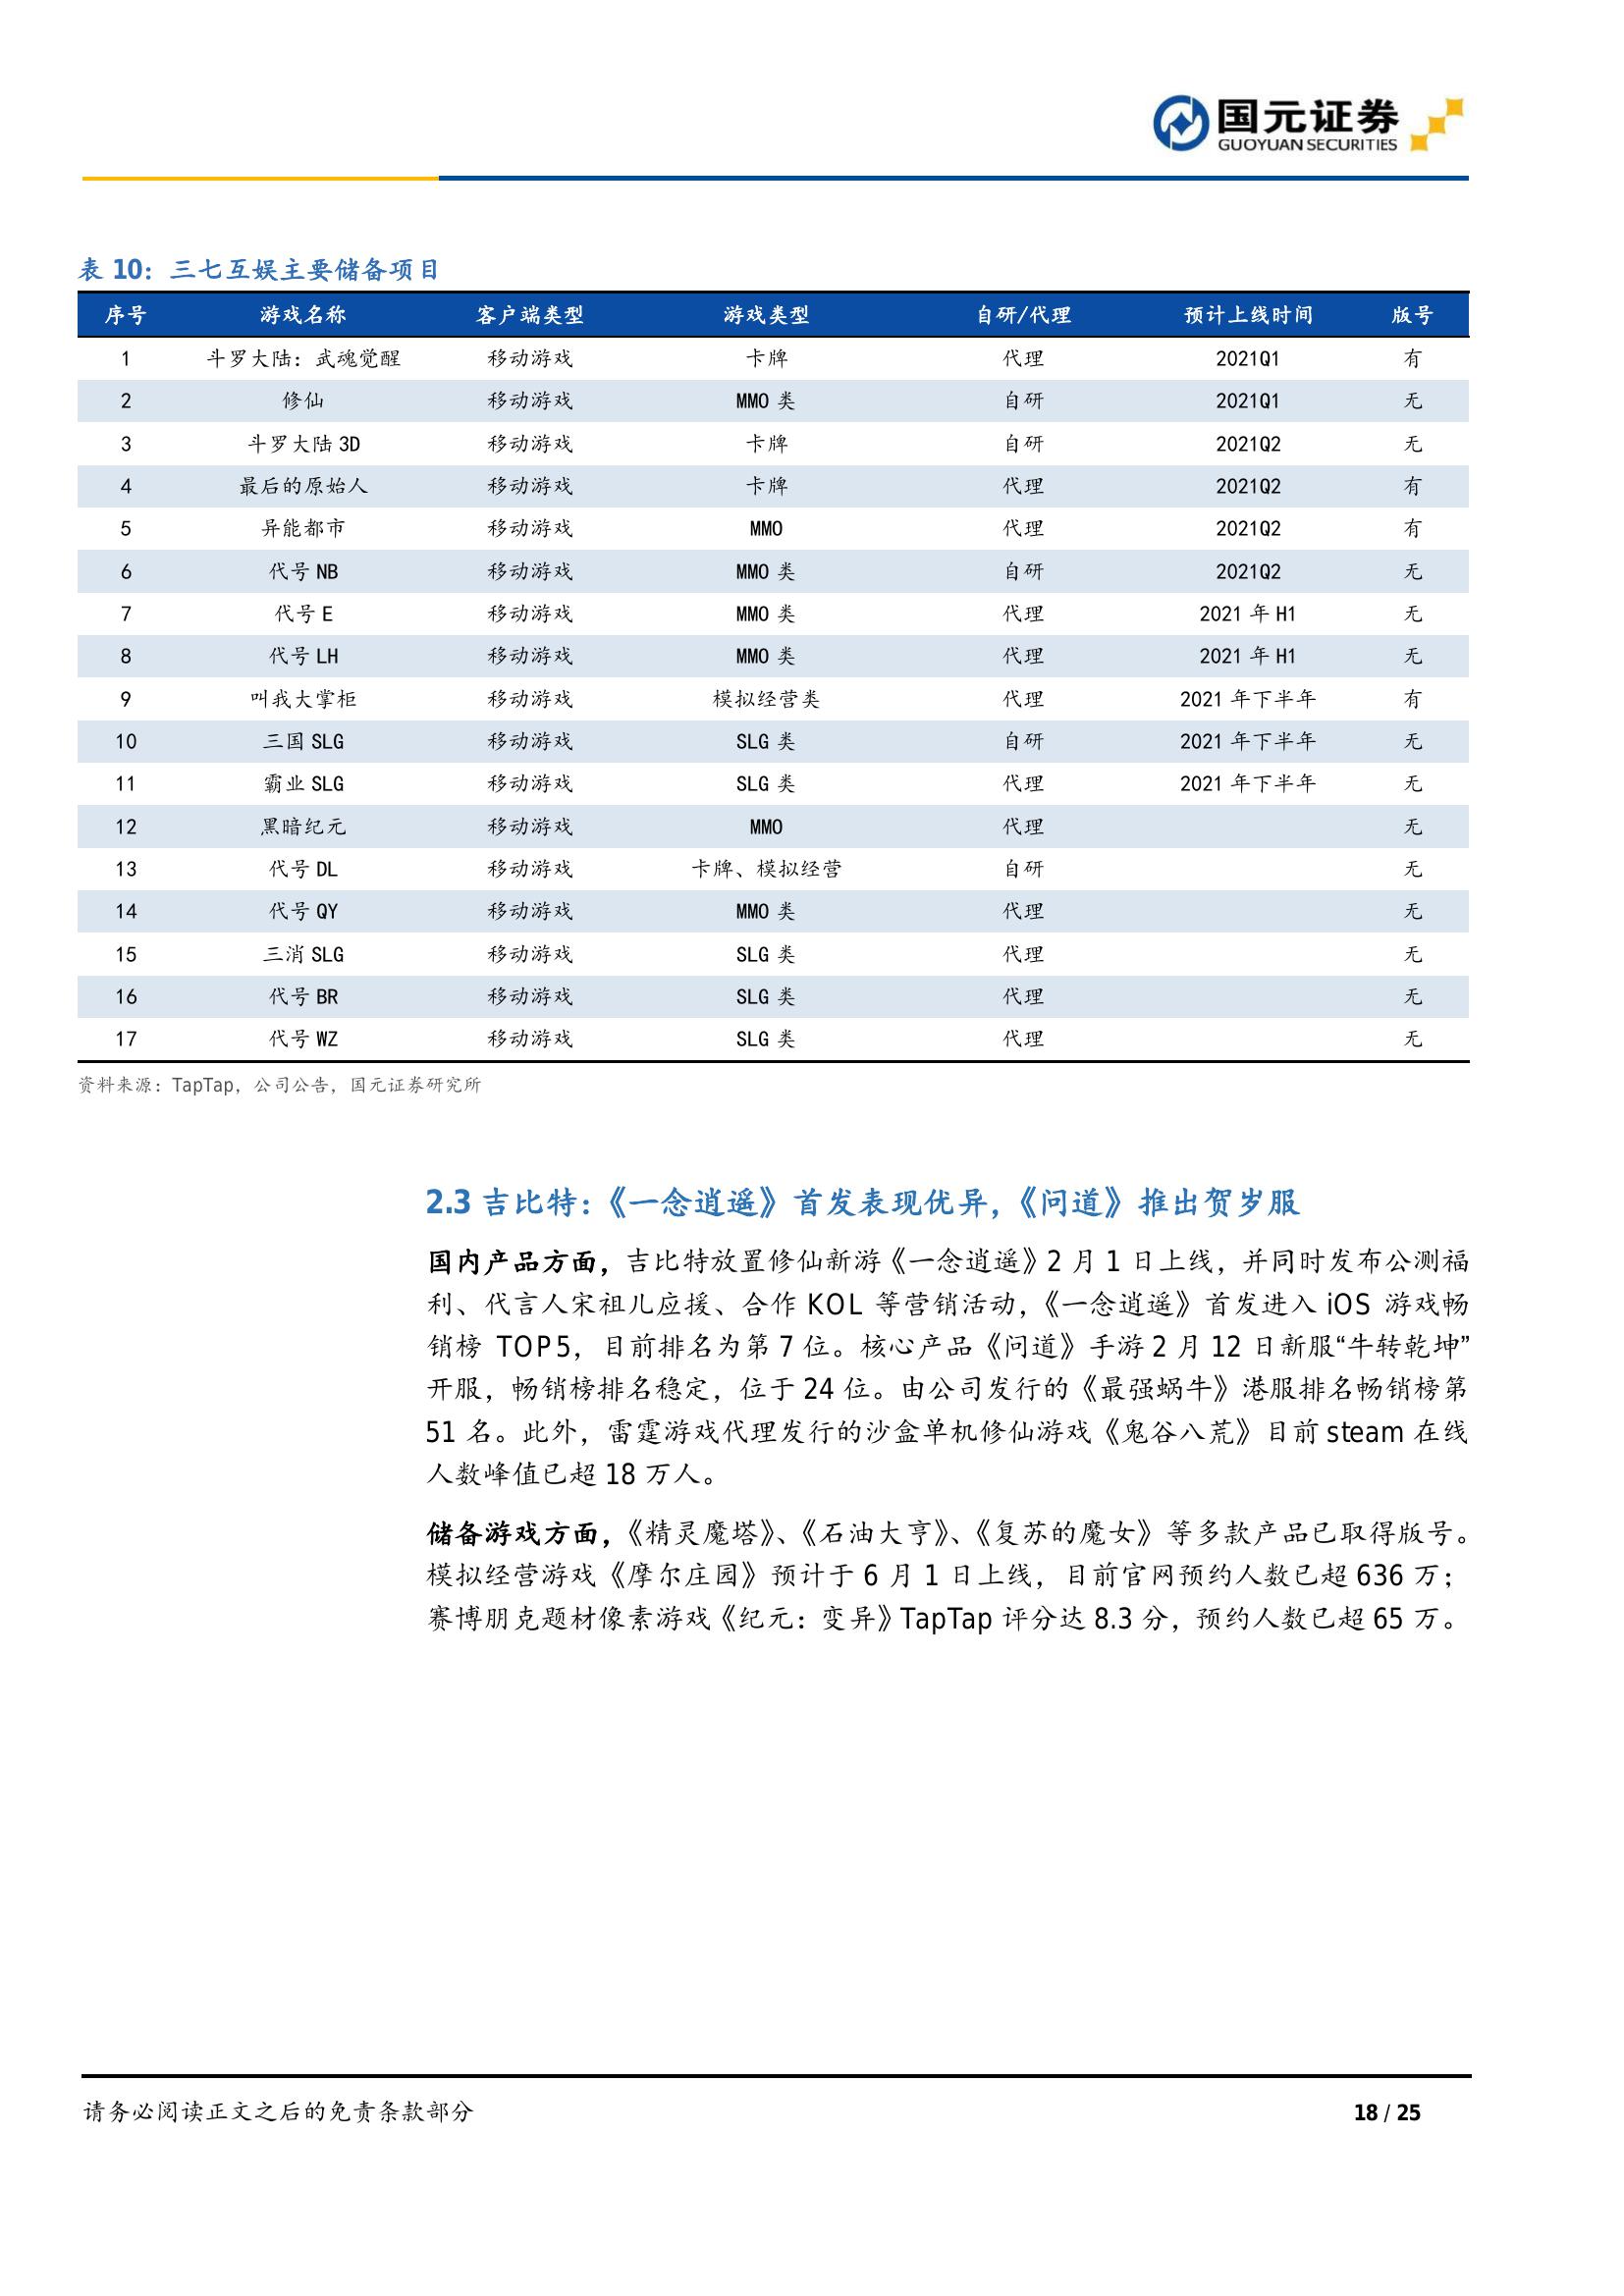 国元证券
GUOYUAN SECURITIES
表 10：三七互娱主要储备项目
序号 游戏名称 客户端类型 游戏类型 自研/代理 预计上线时间 版号
1 斗罗大陆：武魂觉醒 移动游戏 卡牌 代理 2021Q1 有
2 修仙 移动游戏 MMO 类 自研 2021Q1 无
3 斗罗大陆 3D 移动游戏 卡牌 自研 2021Q2 无
4 最后的原始人 移动游戏 卡牌 代理 2021Q2 有
5 异能都市 移动游戏 MMO 代理 2021Q2 有
6 代号 NB 移动游戏 MMO 类 自研 2021Q2 无
7 代号 E 移动游戏 MMO 类 代理 2021 年 H1 无
8 代号 LH 移动游戏 MMO 类 代理 2021 年 H1 无
9 叫我大掌柜 移动游戏 模拟经营类 代理 2021 年下半年 有
10 三国 SLG 移动游戏 SLG 类 自研 2021 年下半年 无
11 霸业 SLG 移动游戏 SLG 类 代理 2021 年下半年 无
12 黑暗纪元 移动游戏 MMO 代理 无
13 代号 DL 移动游戏 卡牌、模拟经营 自研 无
14 代号 QY 移动游戏 MMO 类 代理 无
15 三消 SLG 移动游戏 SLG 类 代理 无
16 代号 BR 移动游戏 SLG 类 代理 无
17 代号 WZ 移动游戏 SLG 类 代理 无
资料来源：TapTap，公司公告，国元证券研究所
2.3 吉比特：《一念逍遥》首发表现优异，《问道》推出贺岁服
国内产品方面，吉比特放置修仙新游《一念逍遥》2 月 1 日上线，并同时发布公测福
利、代言人宋祖儿应援、合作 KOL 等营销活动，《一念逍遥》首发进入 iOS 游戏畅
销榜 TOP5，目前排名为第 7 位。核心产品《问道》手游 2 月 12 日新服“牛转乾坤”
开服，畅销榜排名稳定，位于 24 位。由公司发行的《最强蜗牛》港服排名畅销榜第
51 名。此外，雷霆游戏代理发行的沙盒单机修仙游戏《鬼谷八荒》目前 steam 在线
人数峰值已超 18 万人。
储备游戏方面，《精灵魔塔》、《石油大亨》、《复苏的魔女》等多款产品已取得版号。
模拟经营游戏《摩尔庄园》预计于 6 月 1 日上线，目前官网预约人数已超 636 万；
赛博朋克题材像素游戏《纪元：变异》TapTap 评分达 8.3 分，预约人数已超 65 万。
请务必阅读正文之后的免责条款部分 18 / 25